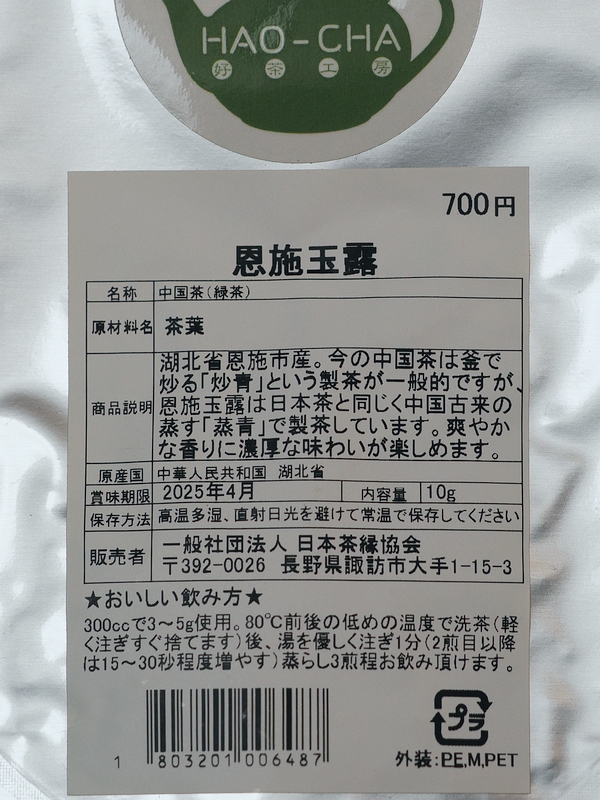 HAO-CHA
好茶工房
700円
恩施玉露
名称 中国茶(緑茶)
原材料名 茶葉
商品説明 湖北省恩施市産。今の中国茶は釜で
炒る「炒青」という製茶が一般的ですが、
恩施玉露は日本茶と同じく中国古来の
蒸す「蒸青」で製茶しています。爽やか
な香りに濃厚な味わいが楽しめます。
原産国 中華人民共和国 湖北省
賞味期限 2025年4月 内容量 10g
保存方法 高温多湿、直射日光を避けて常温で保存してください
販売者 一般社団法人 日本茶縁協会
〒392-0026 長野県諏訪市大手1-15-3
★おいしい飲み方★
300ccで3〜5g使用。80℃前後の低めの温度で洗茶(軽
く注ぎすぐ捨てます)後、湯を優しく注ぎ1分(2煎目以降
は15〜30秒程度増やす)蒸らし3煎程お飲み頂けます。
1 803201 006487
プラ
外装:PE,M,PET